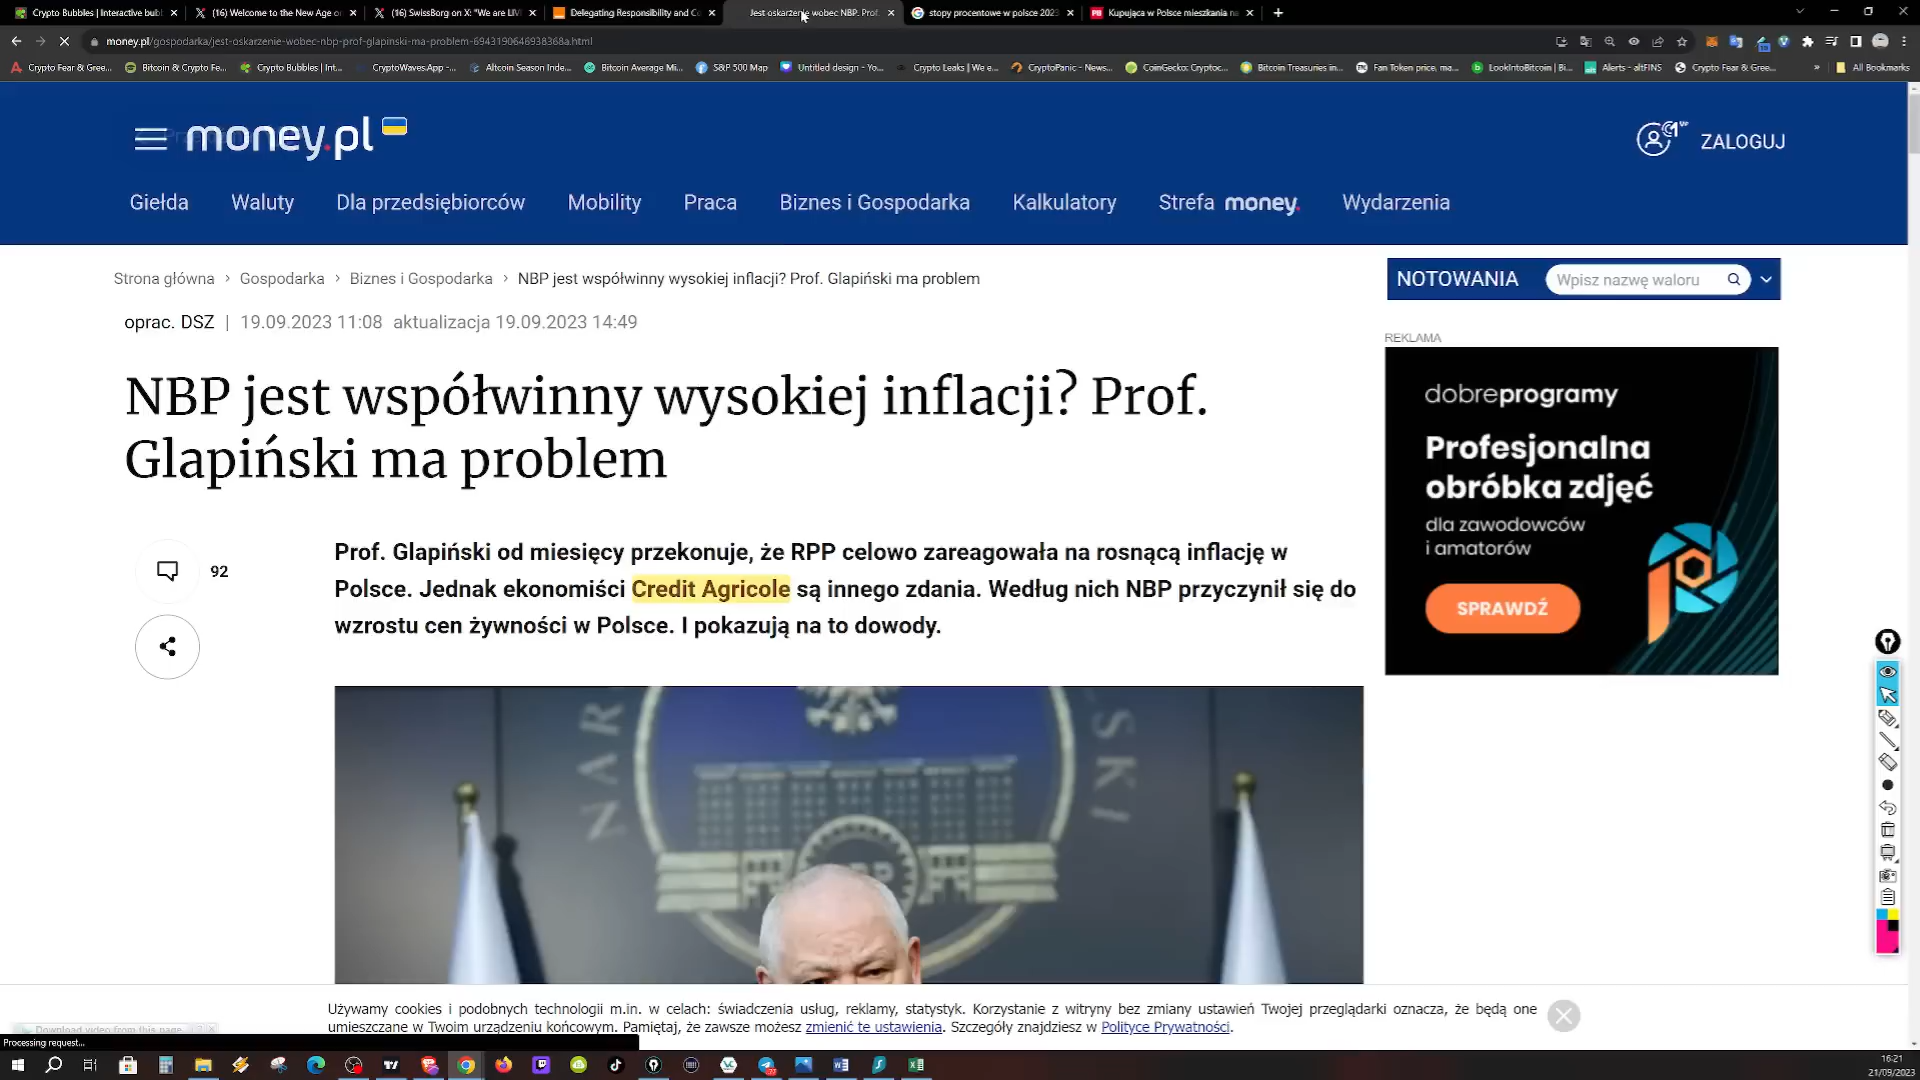 Crypto Bubbles | Interactive bubl
(16) Welcome to the New Age o
(16) SwissBorg on X: "We are LIV
Delegating Responsibility and Co
Jest oskarżenie wobec NBP. Prof.
stopy procentowe w polsce 2023
Kupująca w Polsce mieszkania na
money.pl/gospodarka/jest-oskarzenie-wobec-nbp-prof-glapinski-ma-problem-6943190646938368a.html
Crypto Fear & Gree...
Bitcoin & Crypto Fe...
Crypto Bubbles | Int...
CryptoWaves.App -...
Altcoin Season Inde...
Bitcoin Average Mi...
S&P 500 Map
Untitled design - Yo...
Crypto Leaks | We e...
CryptoPanic - News...
CoinGecko: Cryptoc...
Bitcoin Treasuries in...
Fan Token price, ma...
LookIntoBitcoin | Bi...
Alerts - altFINS
Crypto Fear & Gree...
»
All Bookmarks
money.pl
ZALOGUJ
Giełda Waluty Dla przedsiębiorców Mobility Praca Biznes i Gospodarka Kalkulatory Strefa money. Wydarzenia
Strona główna › Gospodarka › Biznes i Gospodarka › NBP jest współwinny wysokiej inflacji? Prof. Glapiński ma problem
NOTOWANIA
Wpisz nazwę waloru
oprac. DSZ | 19.09.2023 11:08 aktualizacja 19.09.2023 14:49
REKLAMA
NBP jest współwinny wysokiej inflacji? Prof.
Glapiński ma problem
92
Prof. Glapiński od miesięcy przekonuje, że RPP celowo zareagowała na rosnącą inflację w
Polsce. Jednak ekonomiści Credit Agricole są innego zdania. Według nich NBP przyczynił się do
wzrostu cen żywności w Polsce. I pokazują na to dowody.
dobreprogramy
Profesjonalna
obróbka zdjęć
dla zawodowców
i amatorów
SPRAWDŹ
NAR
SKI
NBP
Używamy cookies i podobnych technologii m.in. w celach: świadczenia usług, reklamy, statystyk. Korzystanie z witryny bez zmiany ustawień Twojej przeglądarki oznacza, że będą one
umieszczane w Twoim urządzeniu końcowym. Pamiętaj, że zawsze możesz zmienić te ustawienia. Szczegóły znajdziesz w Polityce Prywatności.
Download video from this page
Processing request...
16:21
21/09/2023